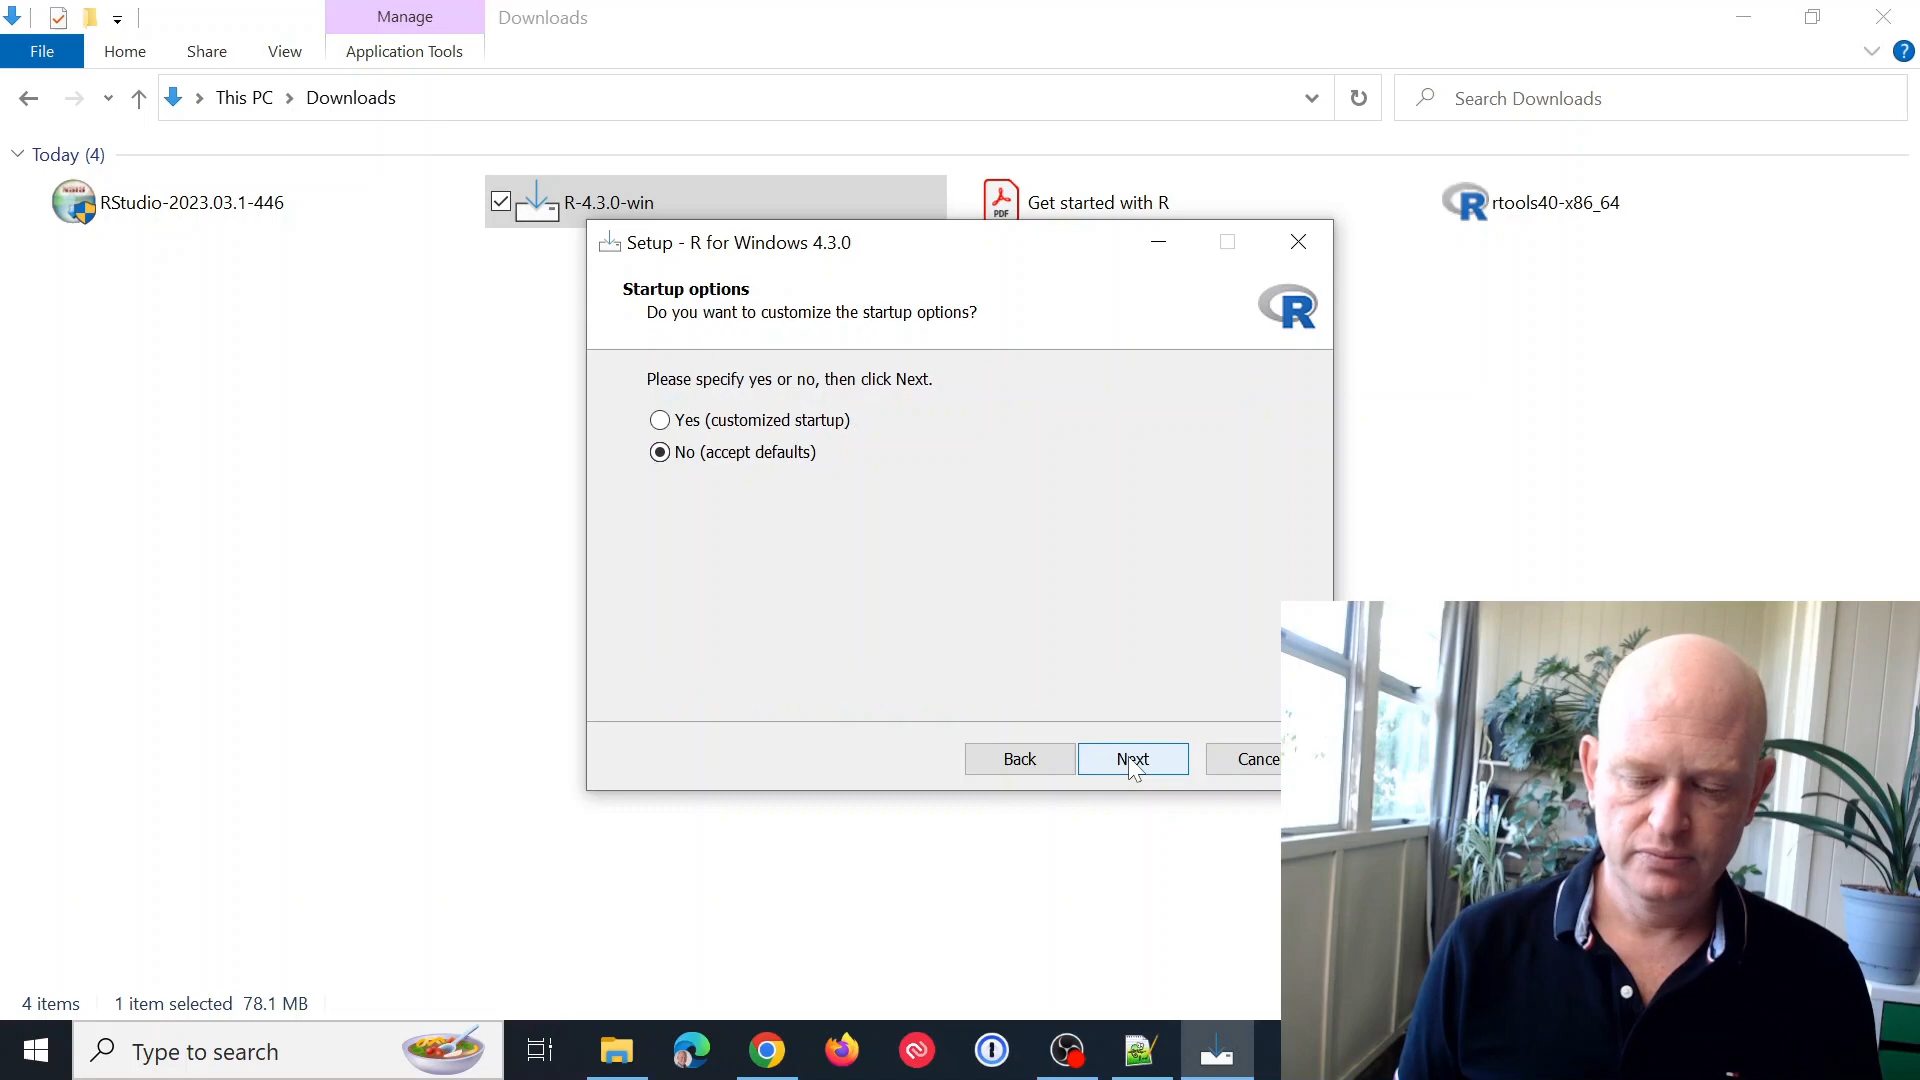 Manage
Downloads
File
Home
Share
View
Application Tools
This PC
Downloads
Search Downloads
Today (4)
RStudio-2023.03.1-446
R-4.3.0-win
PDF
Get started with R
R
rtools40-x86_64
Setup - R for Windows 4.3.0
Startup options
Do you want to customize the startup options?
R
Please specify yes or no, then click Next.
Yes (customized startup)
No (accept defaults)
Back
Next
Cance
4 items
1 item selected 78.1 MB
Type to search